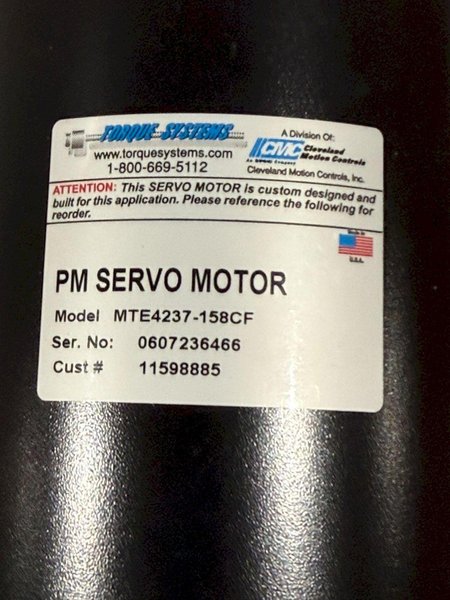 TORQUE SYSTEMS
www.torquesystems.com
1-800-669-5112
A Division Of:
CMC Cleveland Motion Controls
Cleveland Motion Controls, Inc.
ATTENTION: This SERVO MOTOR is custom designed and
built for this application. Please reference the following for
reorder.
Made in
U.S.A.
PM SERVO MOTOR
Model MTE4237-158CF
Ser. No: 0607236466
Cust # 11598885